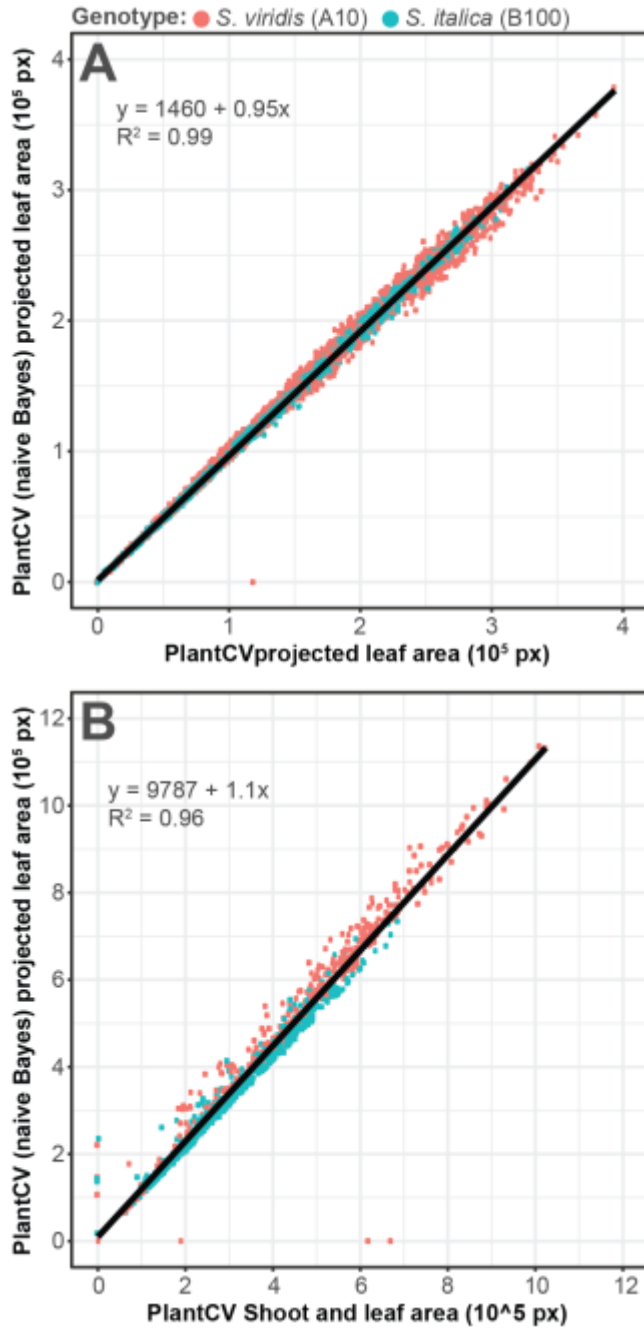 Genotype: S. viridis (A10) S. italica (B100)
A
y = 1460 + 0.95x
R² = 0.99
PlantCV (naive Bayes) projected leaf area (10⁵ px)
4
3
2
1
0
0 1 2 3 4
PlantCVprojected leaf area (10⁵ px)
B
y = 9787 + 1.1x
R² = 0.96
PlantCV (naive Bayes) projected leaf area (10⁵ px)
12
10
8
6
4
2
0
0 2 4 6 8 10 12
PlantCV Shoot and leaf area (10^5 px)